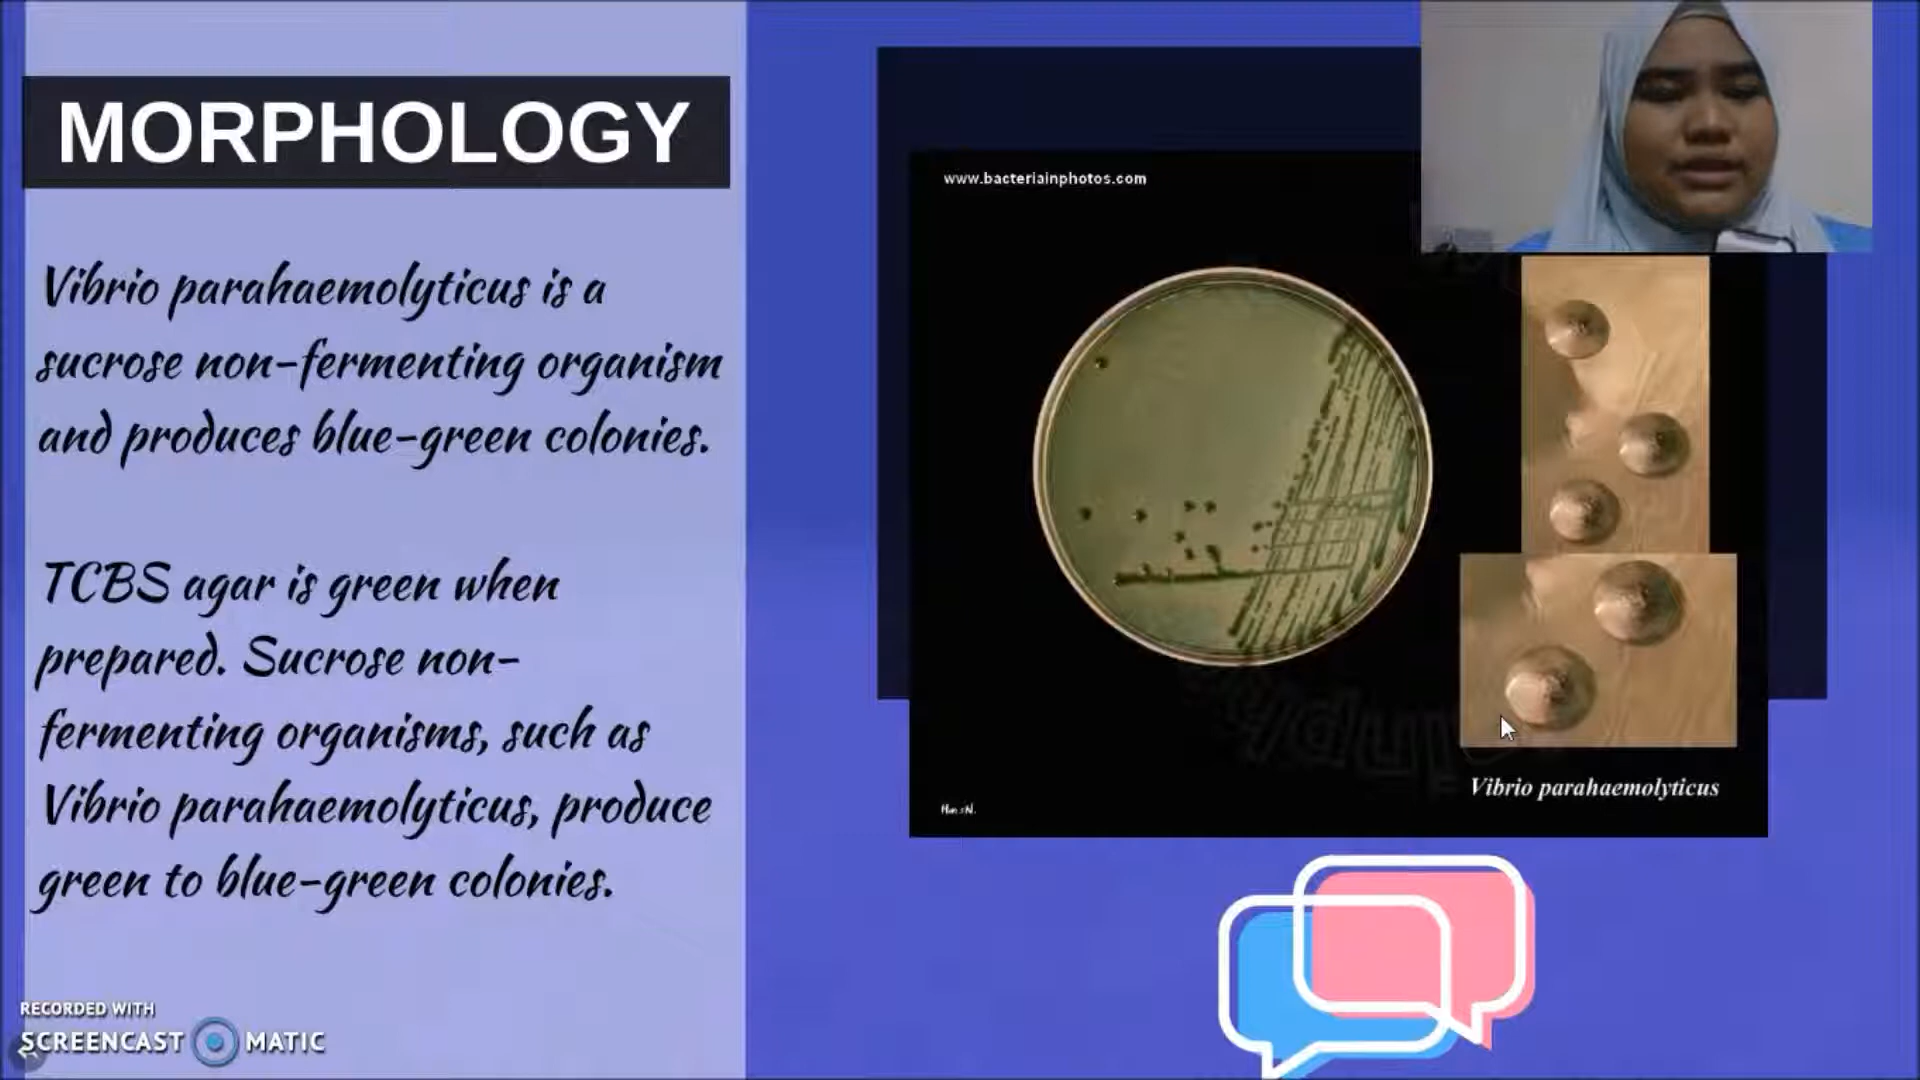 MORPHOLOGY
Vibrio parahaemolyticus is a
sucrose non-fermenting organism
and produces blue-green colonies.
TCBS agar is green when
prepared. Sucrose non-
fermenting organisms, such as
Vibrio parahaemolyticus, produce
green to blue-green colonies.
www.bacteriainphotos.com
Vibrio parahaemolyticus
RECORDED WITH
SCREENCAST MATIC